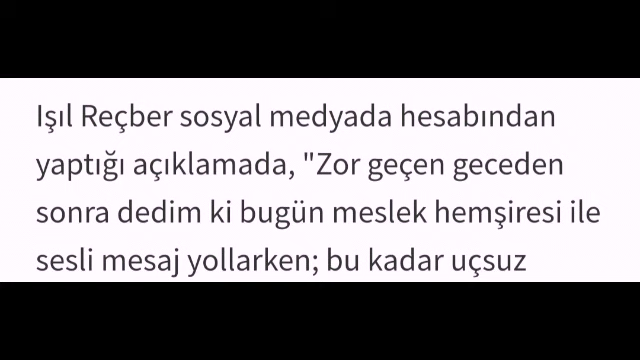 Işıl Reçber sosyal medyada hesabından
yaptığı açıklamada, "Zor geçen geceden
sonra dedim ki bugün meslek hemşiresi ile
sesli mesaj yollarken; bu kadar uçsuz